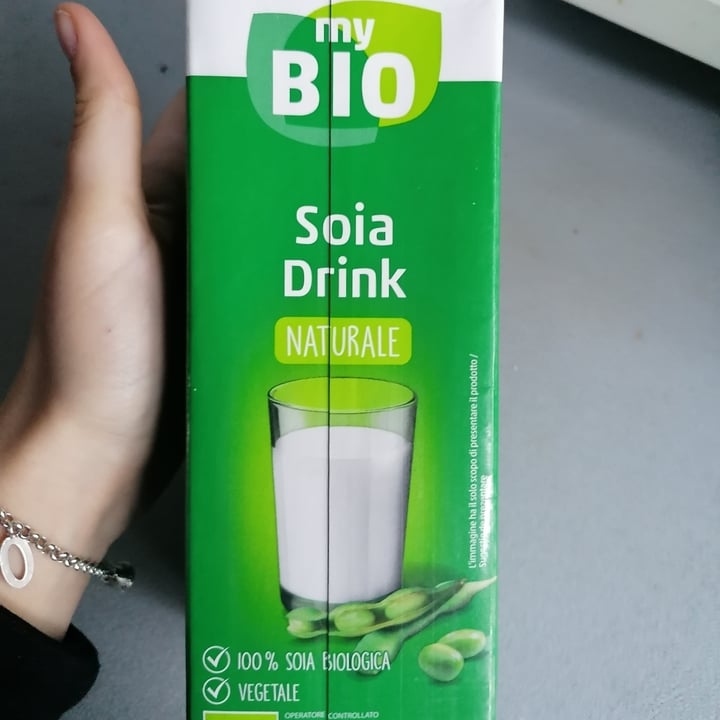 my
BIO
Soia
Drink
NATURALE
L'immagine ha il solo scopo di presentare il prodotto /
100% SOIA BIOLOGICA
VEGETALE
OPERATORE CONTROLLATO